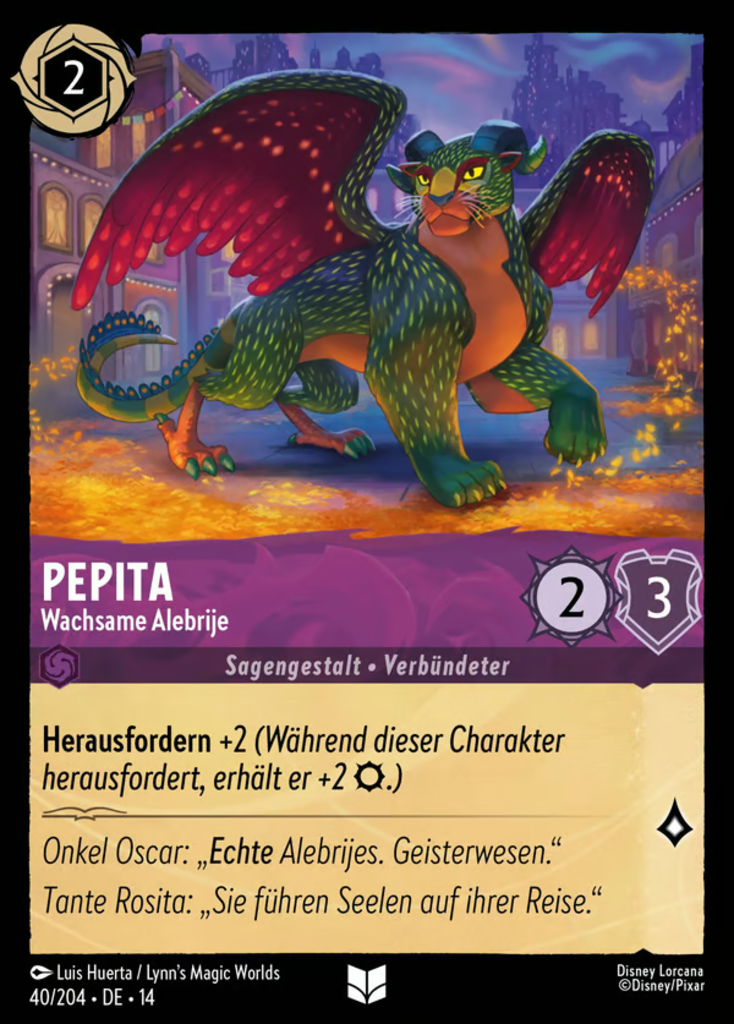 2
PEPITA
Wachsame Alebrije
2
3
Sagengestalt • Verbündeter
Herausfordern +2 (Während dieser Charakter
herausfordert, erhält er +2 .)
Onkel Oscar: „Echte Alebrijes. Geisterwesen.“
Tante Rosita: „Sie führen Seelen auf ihrer Reise.“
Luis Huerta / Lynn's Magic Worlds
40/204 • DE • 14
Disney Lorcana
©Disney/Pixar